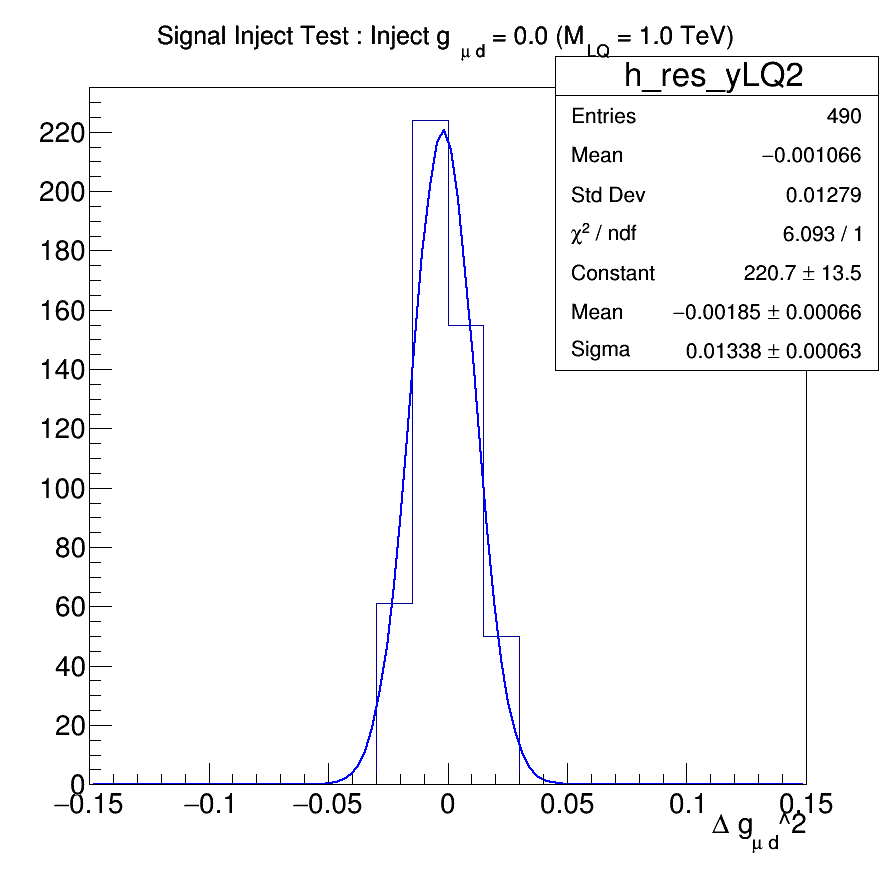 Signal Inject Test : Inject g μ d = 0.0 (M LQ = 1.0 TeV)
h_res_yLQ2
Entries 490
Mean −0.001066
Std Dev 0.01279
χ² / ndf 6.093 / 1
Constant 220.7 ± 13.5
Mean −0.00185 ± 0.00066
Sigma 0.01338 ± 0.00063
220
200
180
160
140
120
100
80
60
40
20
0
−0.15 −0.1 −0.05 0 0.05 0.1 0.15
Δ g μ d ^2